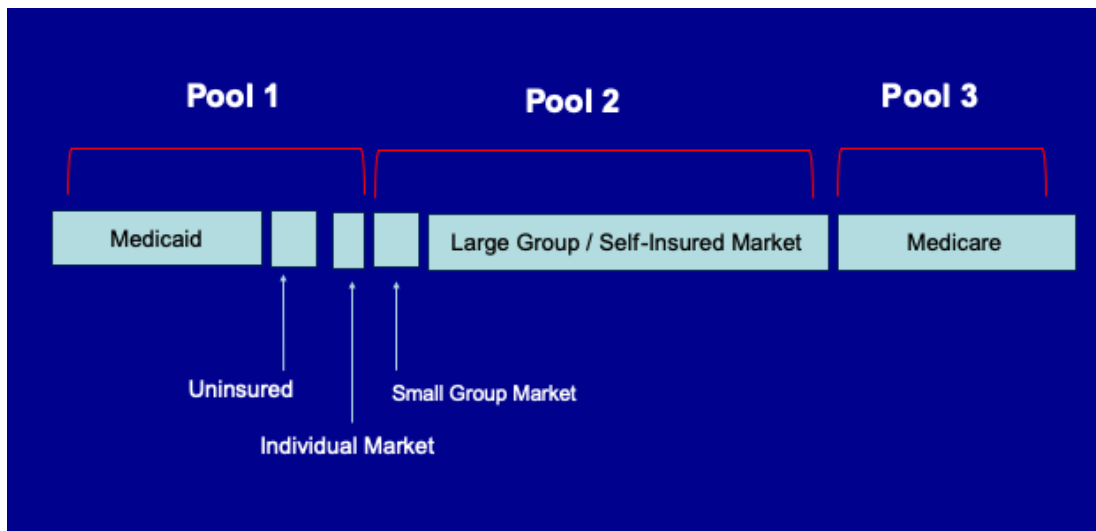 Pool 1
Pool 2
Pool 3
Medicaid
Large Group / Self-Insured Market
Medicare
Uninsured
Small Group Market
Individual Market